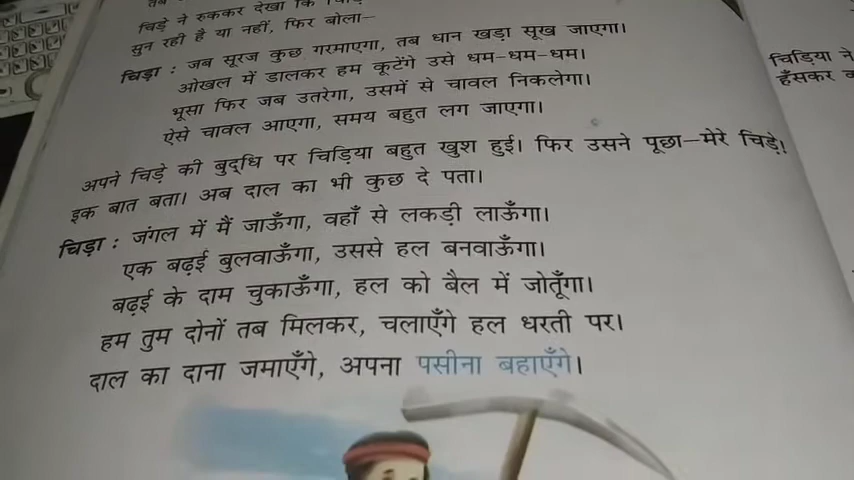 चिड़े ने रुककर देखा कि
सुन रही है या नहीं, फिर बोला—
चिड़ा : जब सूरज कुछ गरमाएगा, तब धान खड़ा सूख जाएगा।
ओखल में डालकर हम कूटेंगे उसे धम-धम-धम।
भूसा फिर जब उतरेगा, उसमें से चावल निकलेगा।
ऐसे चावल आएगा, समय बहुत लग जाएगा।
अपने चिड़े की बुद्धि पर चिड़िया बहुत खुश हुई। फिर उसने पूछा—मेरे चिड़े!
इक बात बता। अब दाल का भी कुछ दे पता।
चिड़ा : जंगल में मैं जाऊँगा, वहाँ से लकड़ी लाऊँगा।
एक बढ़ई बुलवाऊँगा, उससे हल बनवाऊँगा।
बढ़ई के दाम चुकाऊँगा, हल को बैल में जोतूँगा।
हम तुम दोनों तब मिलकर, चलाएँगे हल धरती पर।
दाल का दाना जमाएँगे, अपना पसीना बहाएँगे।
चिड़िया ने
हँसकर